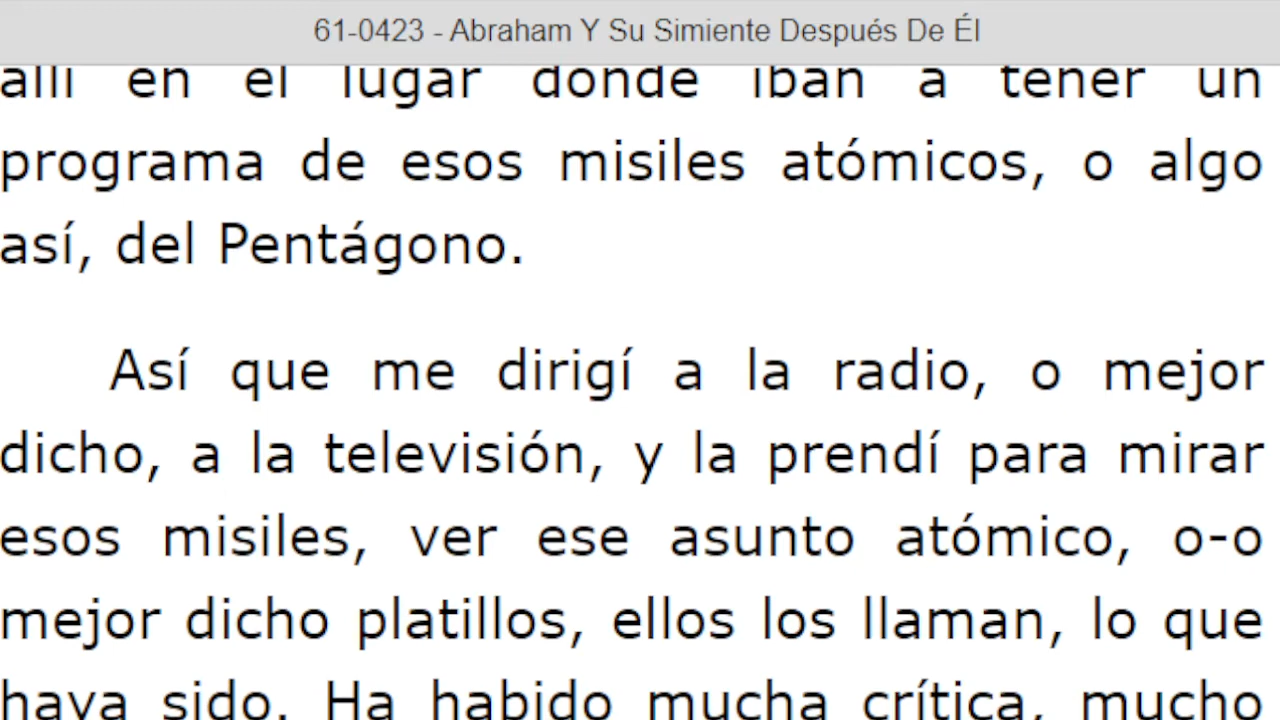 61-0423 - Abraham Y Su Simiente Después De Él
allí en el lugar donde iban a tener un
programa de esos misiles atómicos, o algo
así, del Pentágono.
Así que me dirigí a la radio, o mejor
dicho, a la televisión, y la prendí para mirar
esos misiles, ver ese asunto atómico, o-o
mejor dicho platillos, ellos los llaman, lo que
haya sido. Ha habido mucha crítica, mucho